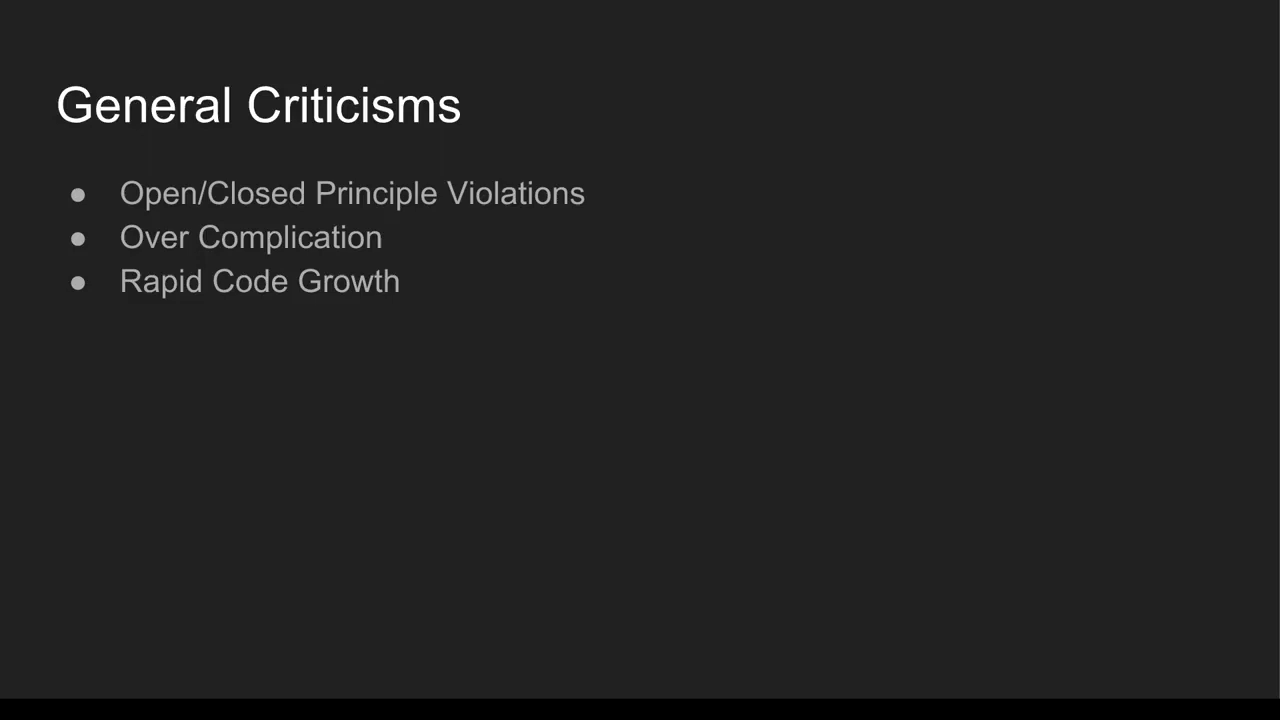 General Criticisms
● Open/Closed Principle Violations
● Over Complication
● Rapid Code Growth